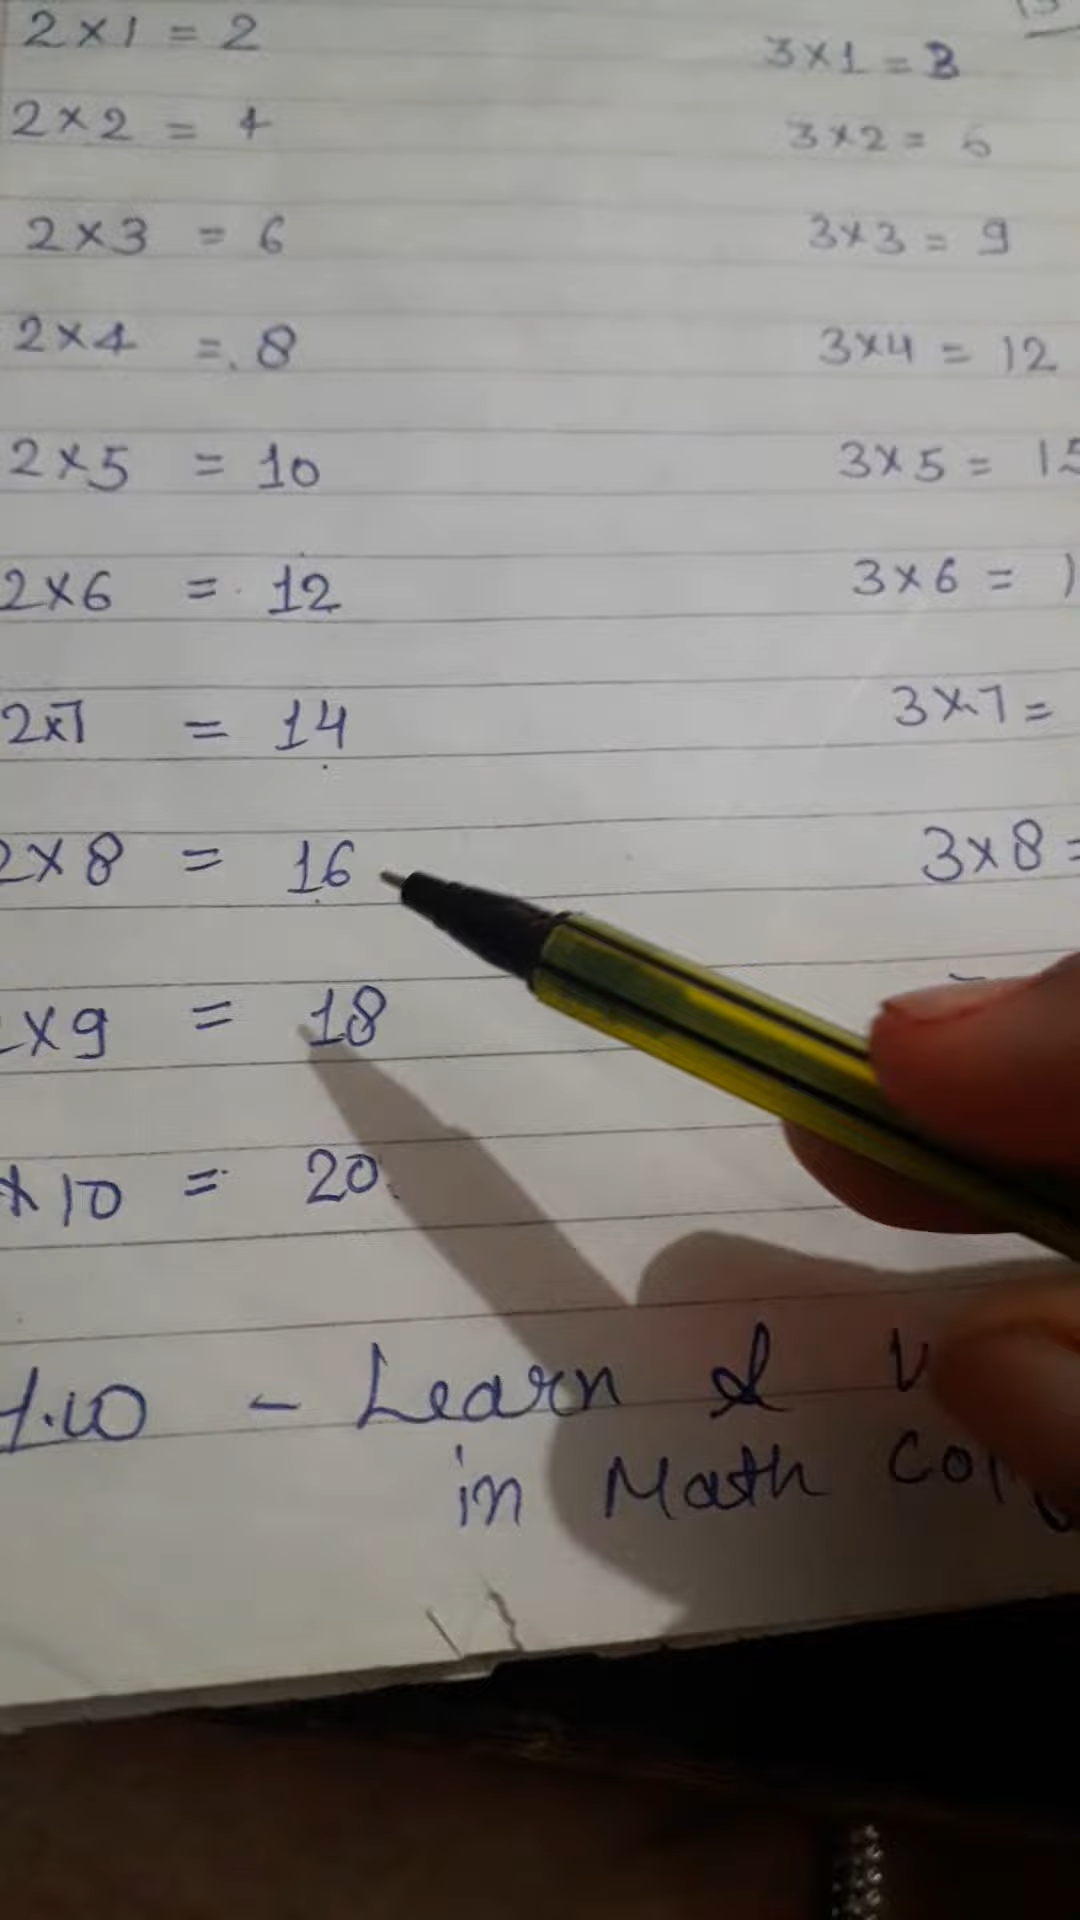 2×1 = 2
2×2 = 4
2×3 = 6
2×4 = 8
2×5 = 10
2×6 = 12
2×7 = 14
2×8 = 16
×9 = 18
×10 = 20
3×1 = 3
3×2 = 6
3×3 = 9
3×4 = 12
3×5 = 15
3×6 = 1
3×7 =
3×8 =
- Learn &
in Math